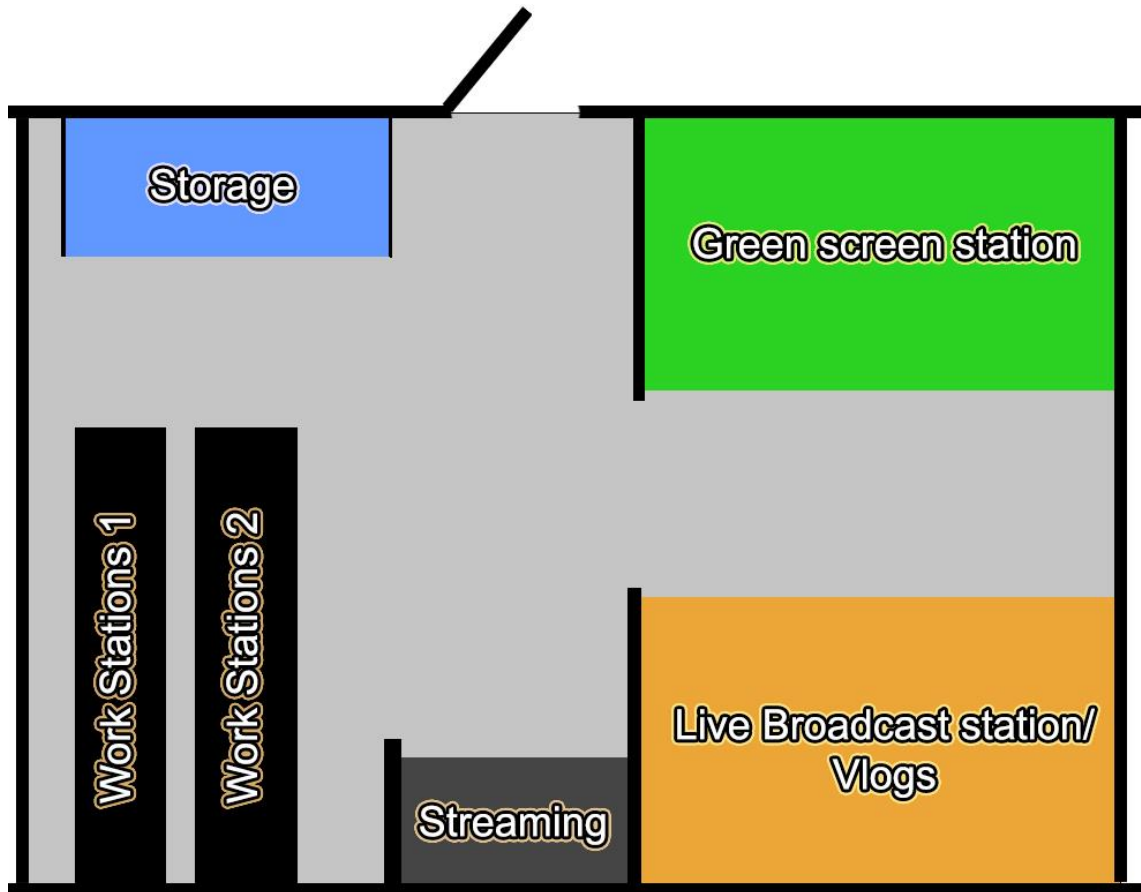 Storage
Green screen station
Work Stations 1
Work Stations 2
Live Broadcast station/
Vlogs
Streaming